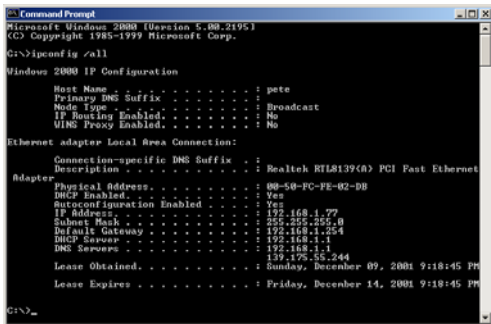 Command Prompt
Microsoft Windows 2000 [Version 5.00.2195]
(C) Copyright 1985-1999 Microsoft Corp.
C:\>ipconfig /all
Windows 2000 IP Configuration
Host Name . . . . . . . . . . . . : pete
Primary DNS Suffix . . . . . . . :
Node Type . . . . . . . . . . . . : Broadcast
IP Routing Enabled. . . . . . . . : No
WINS Proxy Enabled. . . . . . . . : No
Ethernet adapter Local Area Connection:
Connection-specific DNS Suffix . :
Description . . . . . . . . . . . : Realtek RTL8139(A) PCI Fast Ethernet
Adapter
Physical Address. . . . . . . . . : 00-50-FC-FE-02-DB
DHCP Enabled. . . . . . . . . . . : Yes
Autoconfiguration Enabled . . . . : Yes
IP Address. . . . . . . . . . . . : 192.168.1.77
Subnet Mask . . . . . . . . . . . : 255.255.255.0
Default Gateway . . . . . . . . . : 192.168.1.254
DHCP Server . . . . . . . . . . . : 192.168.1.1
DNS Servers . . . . . . . . . . . : 192.168.1.1
139.175.55.244
Lease Obtained. . . . . . . . . . : Sunday, December 09, 2001 9:18:45 PM
Lease Expires . . . . . . . . . . : Friday, December 14, 2001 9:18:45 PM
C:\>_